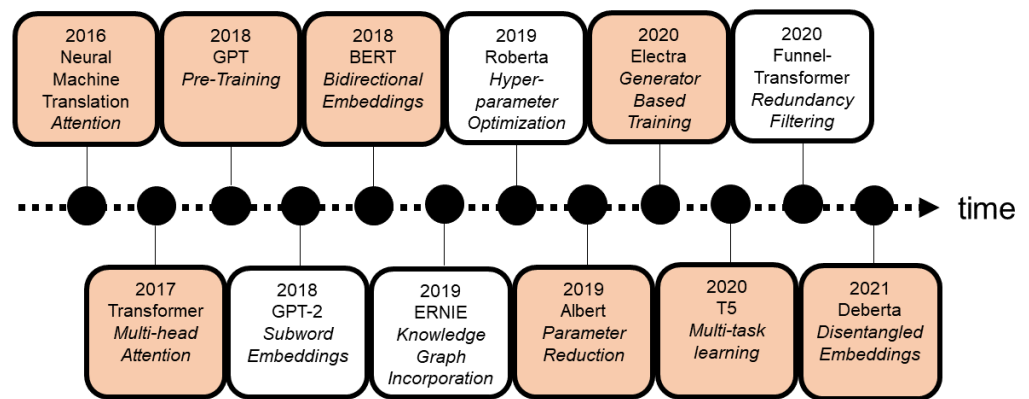 2016
Neural
Machine
Translation
Attention
2018
GPT
Pre-Training
2018
BERT
Bidirectional
Embeddings
2019
Roberta
Hyper-
parameter
Optimization
2020
Electra
Generator
Based
Training
2020
Funnel-
Transformer
Redundancy
Filtering
time
2017
Transformer
Multi-head
Attention
2018
GPT-2
Subword
Embeddings
2019
ERNIE
Knowledge
Graph
Incorporation
2019
Albert
Parameter
Reduction
2020
T5
Multi-task
learning
2021
Deberta
Disentangled
Embeddings